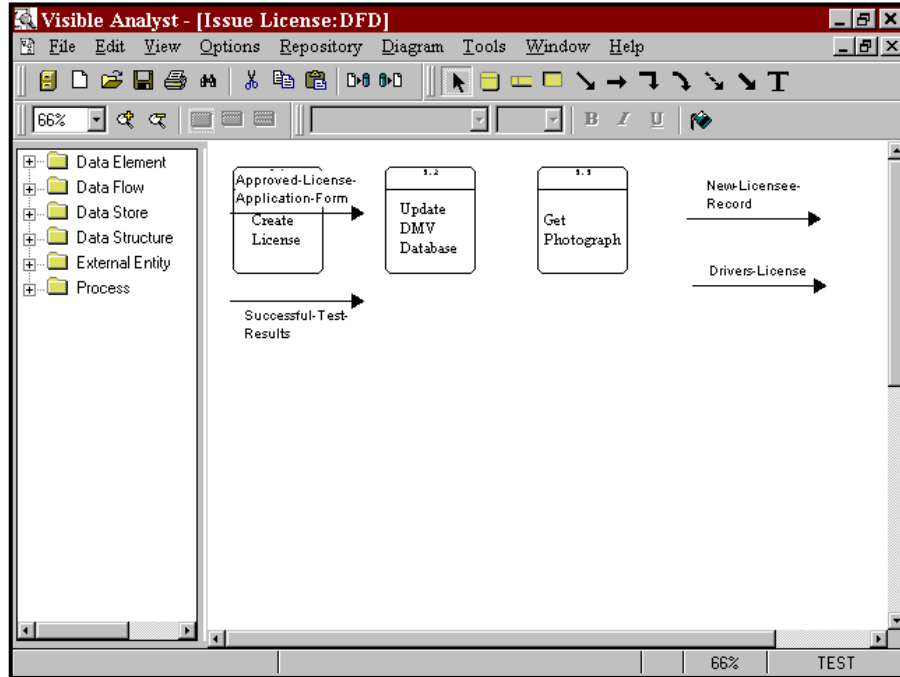 Visible Analyst - [Issue License:DFD]
File Edit View Options Repository Diagram Tools Window Help
T
66% B I U
Data Element
Data Flow
Data Store
Data Structure
External Entity
Process
Approved-License-
Application-Form
Create
License
Successful-Test-
Results
Update
DMV
Database
Get
Photograph
New-Licensee-
Record
Drivers-License
66% TEST